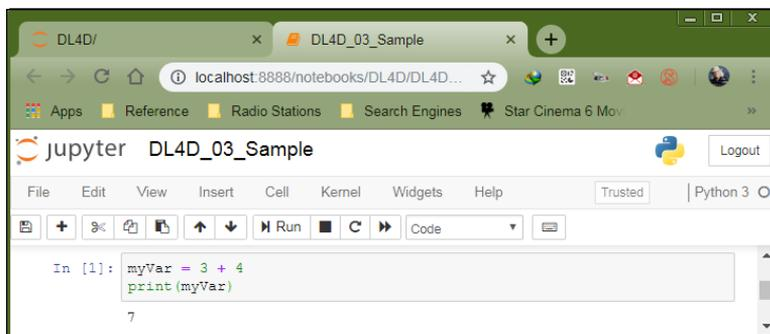 DL4D/
DL4D_03_Sample
localhost:8888/notebooks/DL4D/DL4D...
Apps Reference Radio Stations Search Engines Star Cinema 6 Mov
jupyter DL4D_03_Sample
Logout
File Edit View Insert Cell Kernel Widgets Help
Trusted
Python 3
Run
Code
In [1]: myVar = 3 + 4
print(myVar)
7